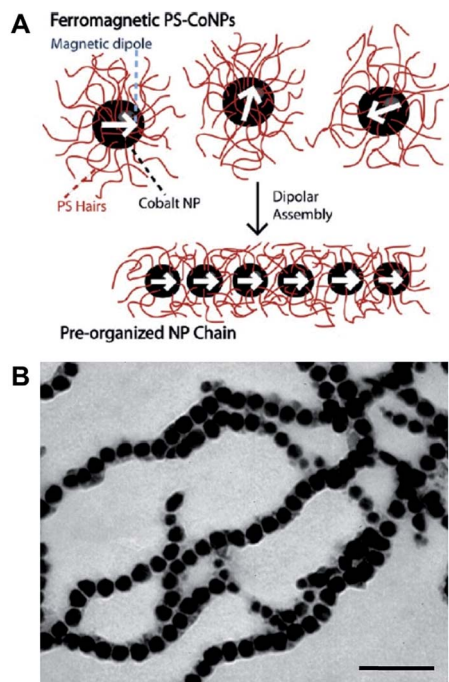 A
Ferromagnetic PS-CoNPs
Magnetic dipole
PS Hairs
Cobalt NP
Dipolar
Assembly
Pre-organized NP Chain
B